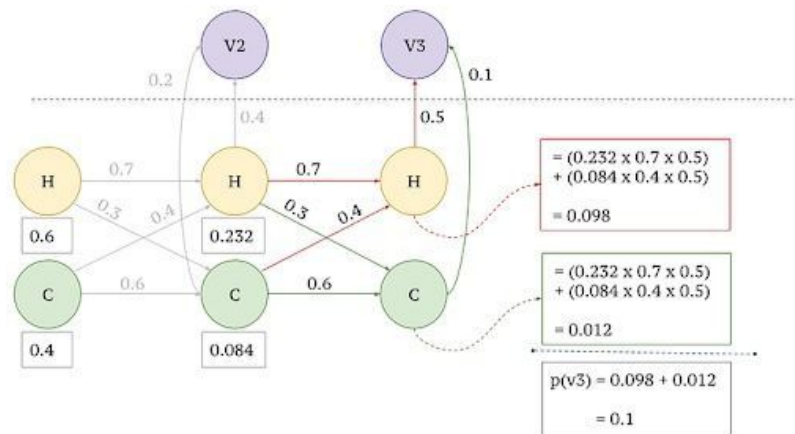 V2
V3
0.2
0.1
0.4
0.5
H
0.7
H
0.7
H
0.3
0.4
0.3
0.4
0.6
0.232
C
0.6
C
0.6
C
0.4
0.084
= (0.232 x 0.7 x 0.5)
+ (0.084 x 0.4 x 0.5)
= 0.098
= (0.232 x 0.7 x 0.5)
+ (0.084 x 0.4 x 0.5)
= 0.012
p(v3) = 0.098 + 0.012
= 0.1